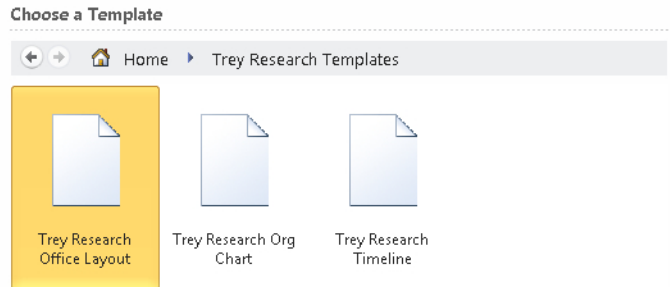 Choose a Template
Home Trey Research Templates
Trey Research
Office Layout
Trey Research Org
Chart
Trey Research
Timeline